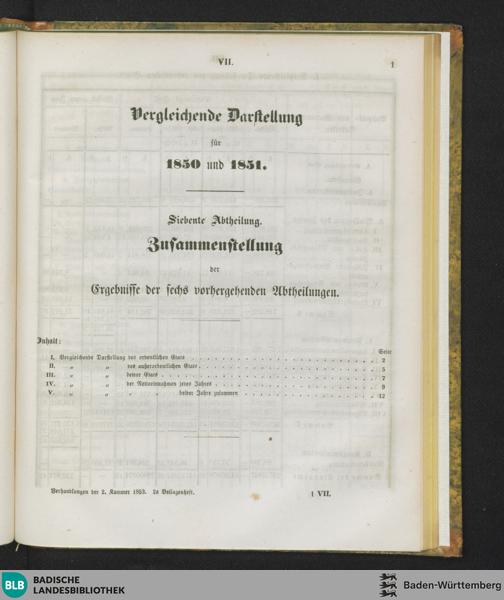 VII.
1
Vergleichende Darstellung
für
1850 und 1851.
Siebente Abtheilung.
Zusammenstellung
der
Ergebnisse der sechs vorhergehenden Abtheilungen.
Inhalt:
Seite
I. Vergleichende Darstellung des ordentlichen Etats . . . 2
II. „ „ des außerordentlichen Etats . . . 5
III. „ „ beider Etats . . . 7
IV. „ „ der Nettoeinnahmen jedes Jahres . . . 9
V. „ „ „ „ beider Jahre zusammen . . . 12
Verhandlungen der 2. Kammer 1853. 2s Beilagenheft.
1 VII.
BLB BADISCHE
LANDESBIBLIOTHEK
Baden-Württemberg